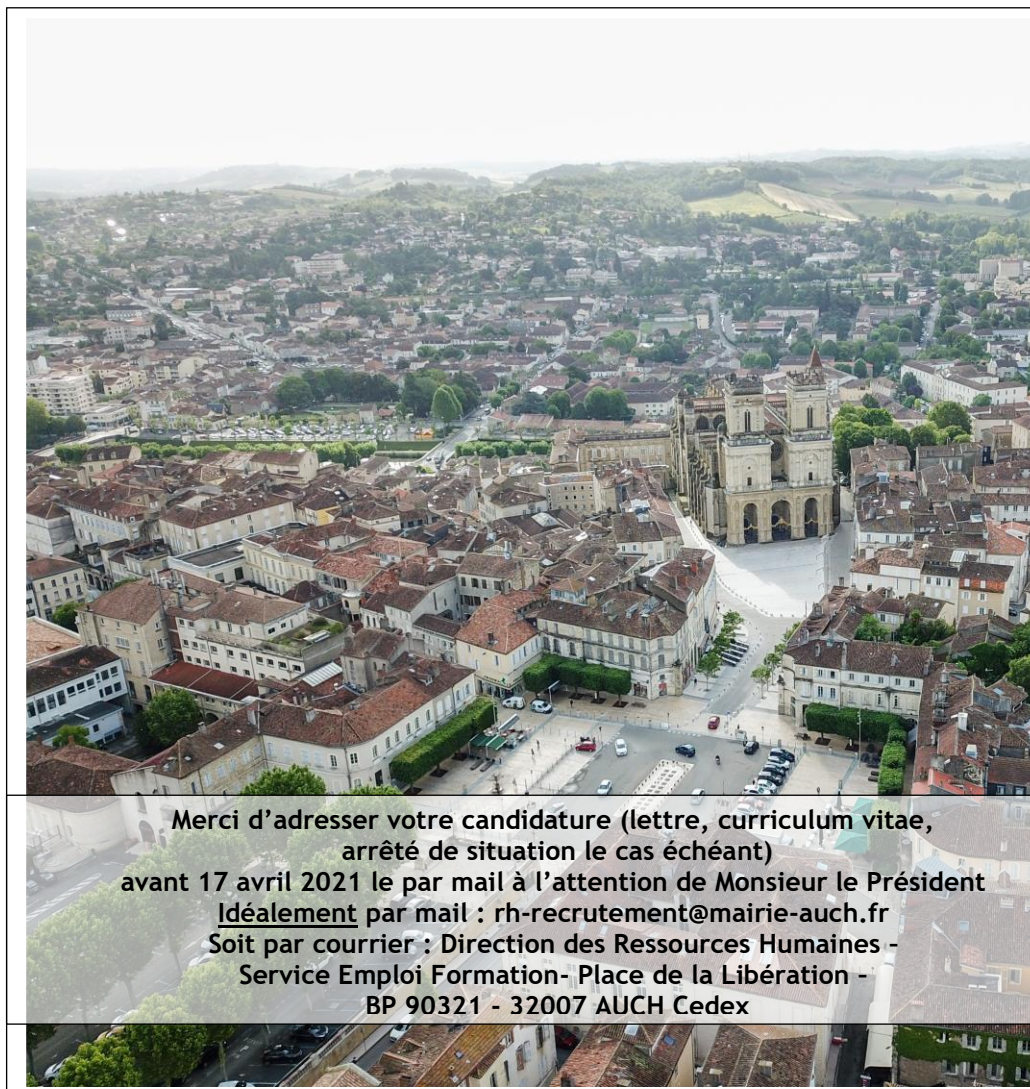 Merci d’adresser votre candidature (lettre, curriculum vitae,
arrêté de situation le cas échéant)
avant 17 avril 2021 le par mail à l’attention de Monsieur le Président
Idéalement par mail : rh-recrutement@mairie-auch.fr
Soit par courrier : Direction des Ressources Humaines –
Service Emploi Formation- Place de la Libération –
BP 90321 - 32007 AUCH Cedex